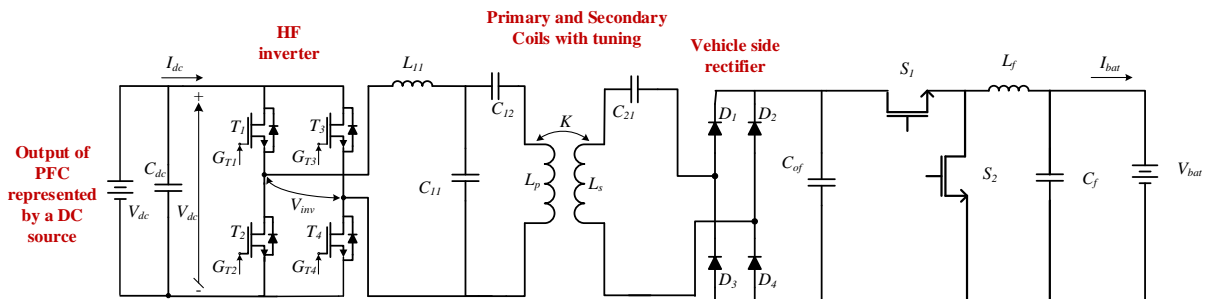 HF
inverter
Primary and Secondary
Coils with tuning
Vehicle side
rectifier
Output of
PFC
represented
by a DC
source
I_dc
+
-
V_dc
C_dc
V_dc
T_1
G_T1
T_3
G_T3
T_2
G_T2
T_4
G_T4
V_inv
L_11
C_11
C_12
K
L_p
L_s
C_21
D_1
D_2
D_3
D_4
C_of
S_1
S_2
L_f
C_f
I_bat
V_bat